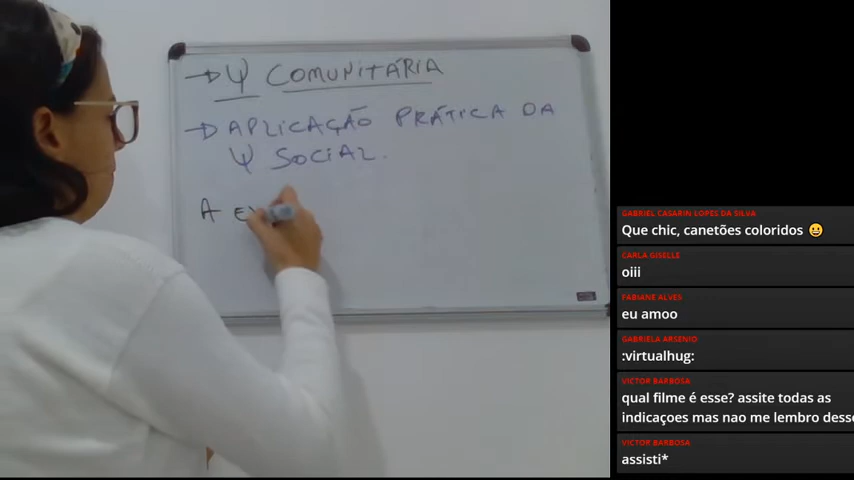 → Ψ COMUNITÁRIA
→ APLICAÇÃO PRÁTICA DA
Ψ SOCIAL.
A
GABRIEL CASARIN LOPES DA SILVA
Que chic, canetões coloridos 😀
CARLA GISELLE
oiii
FABIANE ALVES
eu amoo
GABRIELA ARSENIO
:virtualhug:
VICTOR BARBOSA
qual filme é esse? assite todas as
indicaçoes mas nao me lembro desse
VICTOR BARBOSA
assisti*